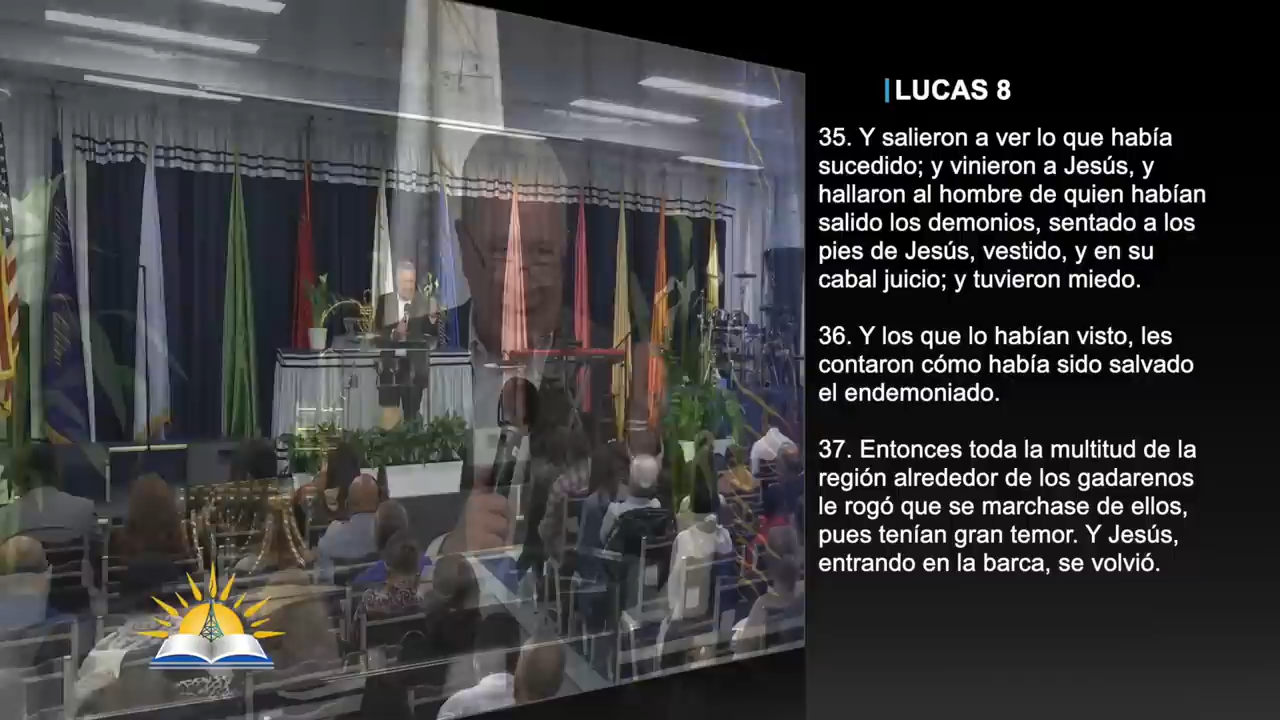 LUCAS 8
35. Y salieron a ver lo que había
sucedido; y vinieron a Jesús, y
hallaron al hombre de quien habían
salido los demonios, sentado a los
pies de Jesús, vestido, y en su
cabal juicio; y tuvieron miedo.
36. Y los que lo habían visto, les
contaron cómo había sido salvado
el endemoniado.
37. Entonces toda la multitud de la
región alrededor de los gadarenos
le rogó que se marchase de ellos,
pues tenían gran temor. Y Jesús,
entrando en la barca, se volvió.